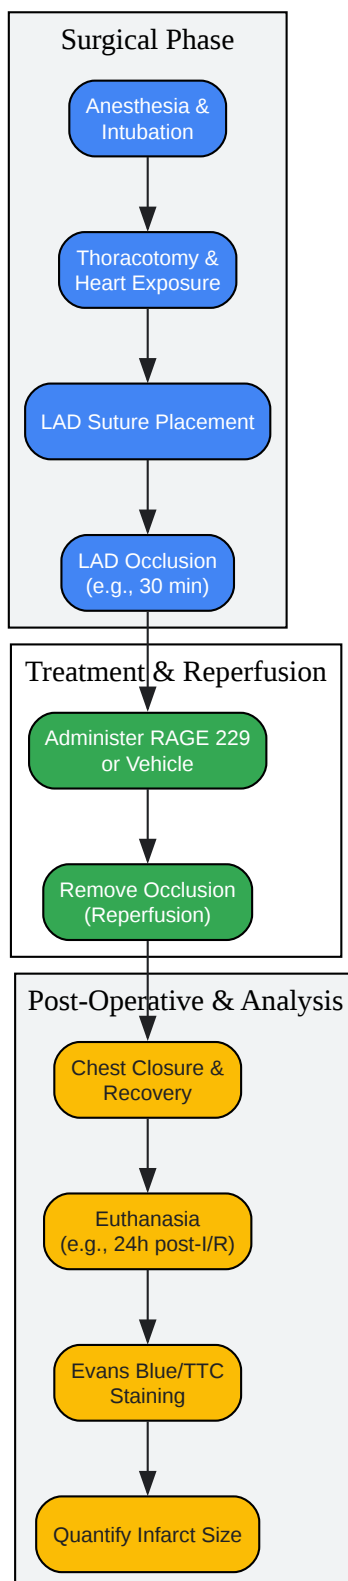 Surgical Phase
Anesthesia &
Intubation
Thoracotomy &
Heart Exposure
LAD Suture Placement
LAD Occlusion
(e.g., 30 min)
Treatment & Reperfusion
Administer RAGE 229
or Vehicle
Remove Occlusion
(Reperfusion)
Post-Operative & Analysis
Chest Closure &
Recovery
Euthanasia
(e.g., 24h post-I/R)
Evans Blue/TTC
Staining
Quantify Infarct Size